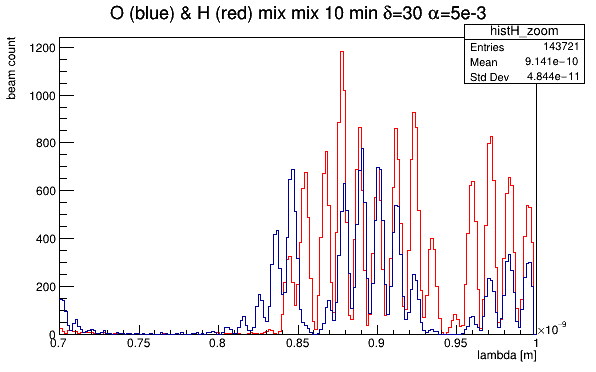 O (blue) & H (red) mix mix 10 min δ=30 α=5e-3
histH_zoom
Entries 143721
Mean 9.141e−10
Std Dev 4.844e−11
beam count
1200
1000
800
600
400
200
0
0.7 0.75 0.8 0.85 0.9 0.95 1
×10⁻⁹
lambda [m]